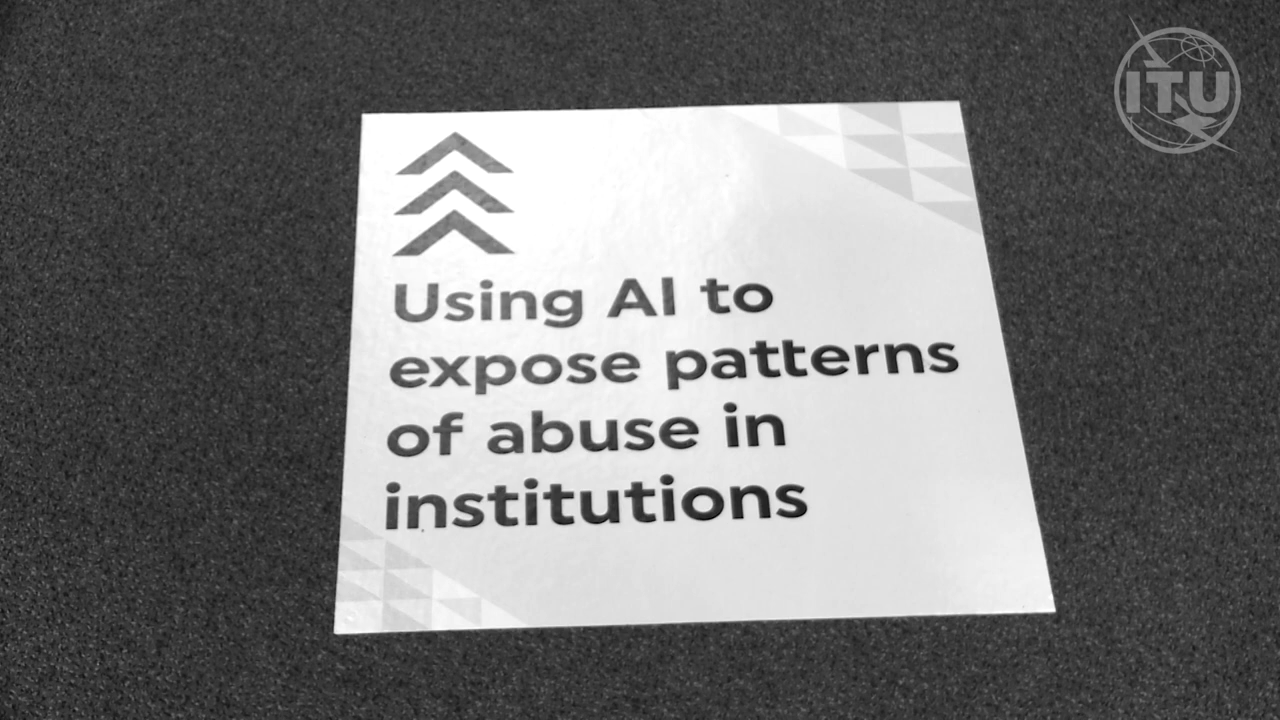 ITU
Using AI to
expose patterns
of abuse in
institutions